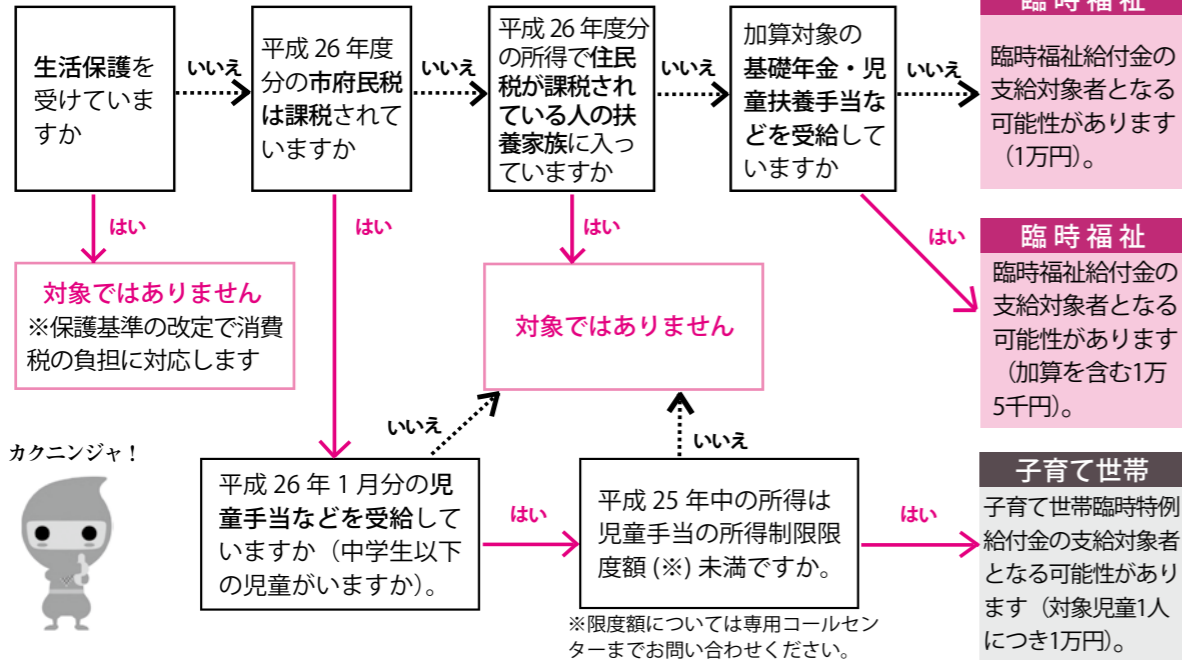 生活保護を
受けていま
すか
いいえ
平成 26 年度
分の市府民税
は課税されて
いますか
いいえ
平成 26 年度分
の所得で住民
税が課税され
ている人の扶
養家族に入っ
ていますか
いいえ
加算対象の
基礎年金・児
童扶養手当な
どを受給して
いますか
いいえ
臨時福祉
臨時福祉給付金の
支給対象者となる
可能性があります
(1万円)。
はい
はい
はい
はい
対象ではありません
※保護基準の改定で消費
税の負担に対応します
対象ではありません
臨時福祉
臨時福祉給付金の
支給対象者となる
可能性があります
(加算を含む1万
5千円)。
カクニンジャ!
いいえ
いいえ
平成 26 年 1 月分の児
童手当などを受給して
いますか(中学生以下
の児童がいますか)。
はい
平成 25 年中の所得は
児童手当の所得制限限
度額 (※) 未満ですか。
はい
※限度額については専用コールセン
ターまでお問い合わせください。
子育て世帯
子育て世帯臨時特例
給付金の支給対象者
となる可能性があり
ます(対象児童1人
につき1万円)。